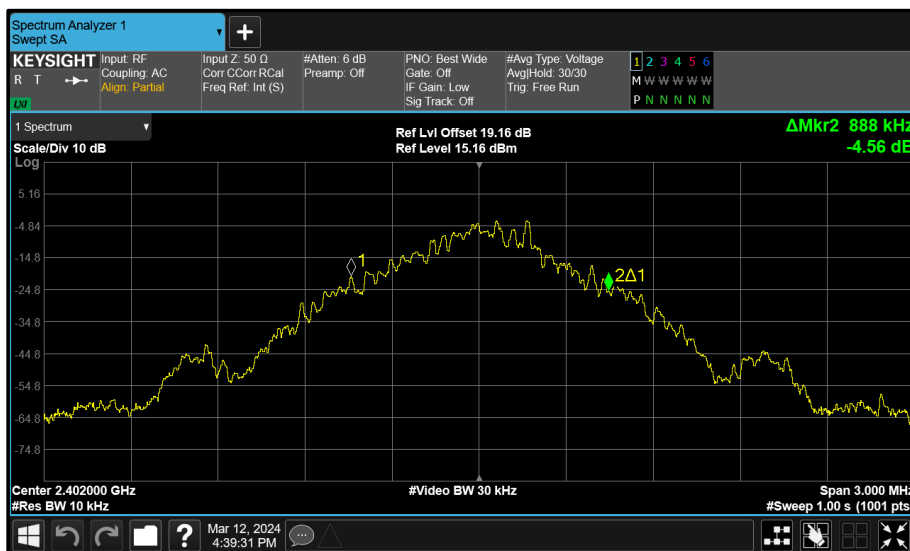 Spectrum Analyzer 1
Swept SA
+
KEYSIGHT
R T
LXI
Input: RF
Coupling: AC
Align: Partial
Input Z: 50 Ω
Corr CCorr RCal
Freq Ref: Int (S)
#Atten: 6 dB
Preamp: Off
PNO: Best Wide
Gate: Off
IF Gain: Low
Sig Track: Off
#Avg Type: Voltage
Avg|Hold: 30/30
Trig: Free Run
1 2 3 4 5 6
M W W W W W
P N N N N N
1 Spectrum
Scale/Div 10 dB
Log
Ref Lvl Offset 19.16 dB
Ref Level 15.16 dBm
ΔMkr2 888 kHz
-4.56 dB
5.16
-4.84
-14.8
-24.8
-34.8
-44.8
-54.8
-64.8
-74.8
1
2Δ1
Center 2.402000 GHz
#Res BW 10 kHz
#Video BW 30 kHz
Span 3.000 MHz
#Sweep 1.00 s (1001 pts
?
Mar 12, 2024
4:39:31 PM